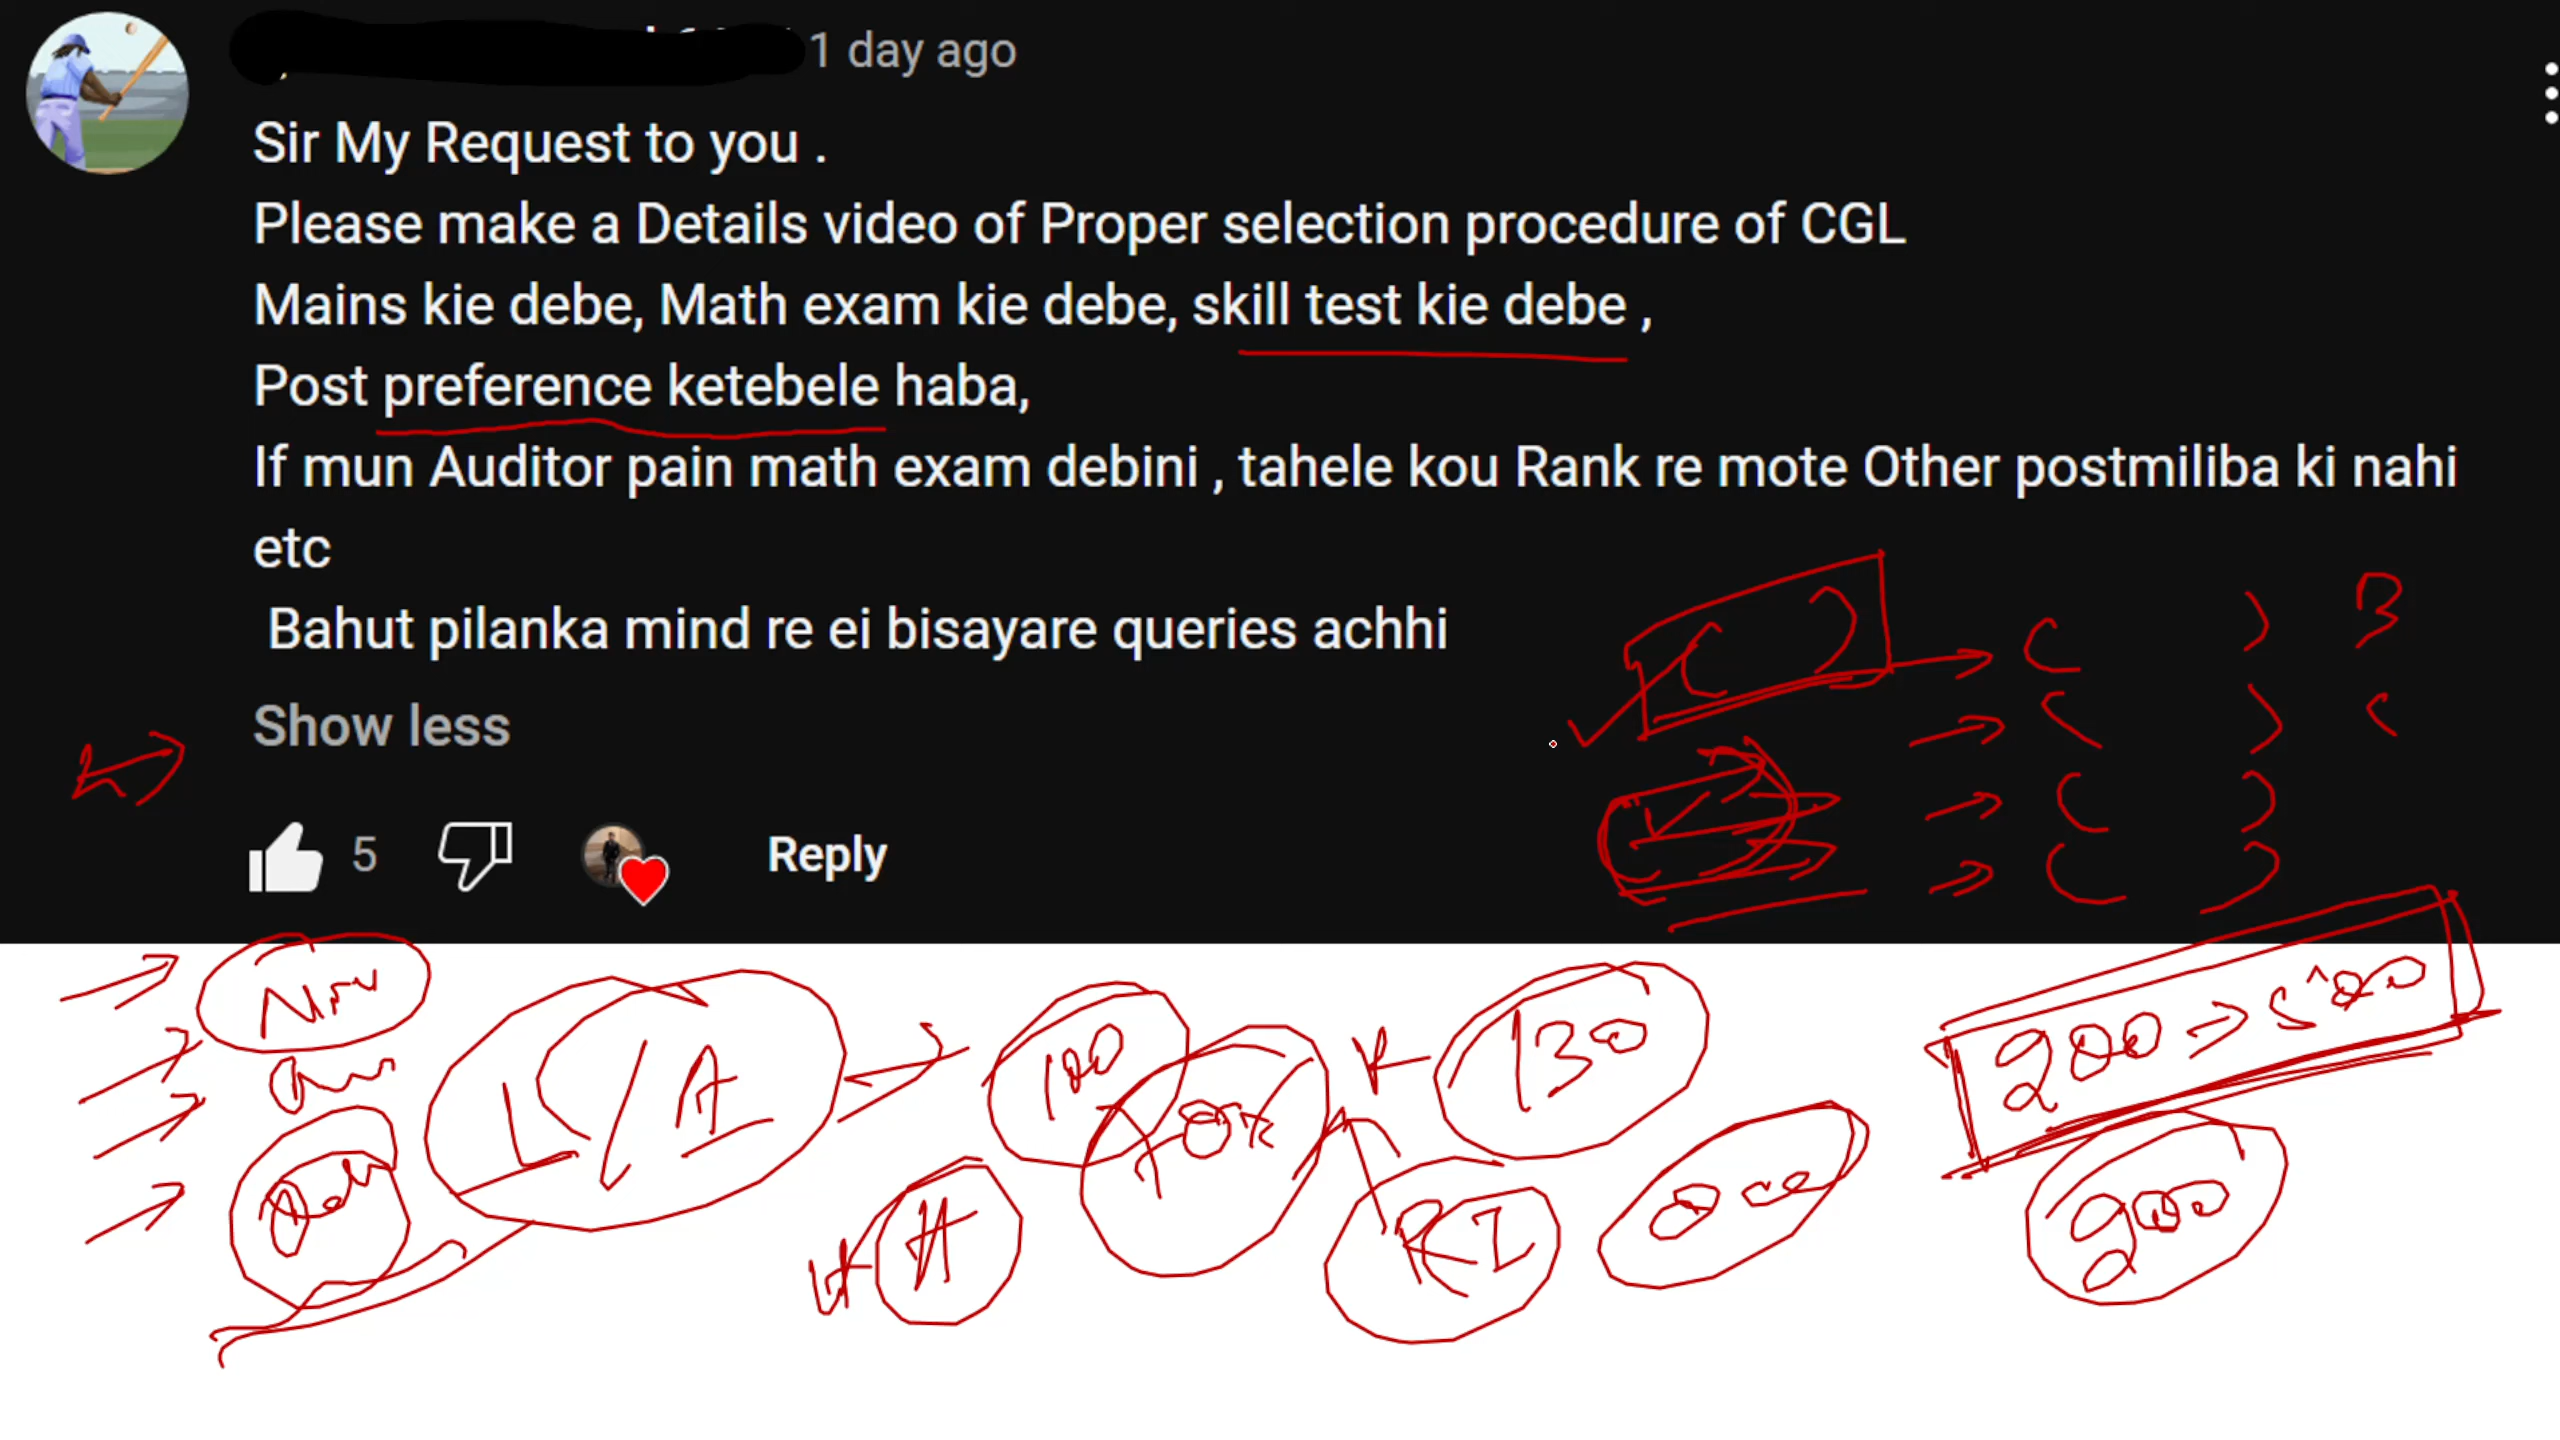 1 day ago
Sir My Request to you .
Please make a Details video of Proper selection procedure of CGL
Mains kie debe, Math exam kie debe, skill test kie debe ,
Post preference ketebele haba,
If mun Auditor pain math exam debini , tahele kou Rank re mote Other postmiliba ki nahi
etc
Bahut pilanka mind re ei bisayare queries achhi
Show less
5 Reply
L/A 100 130
A RI